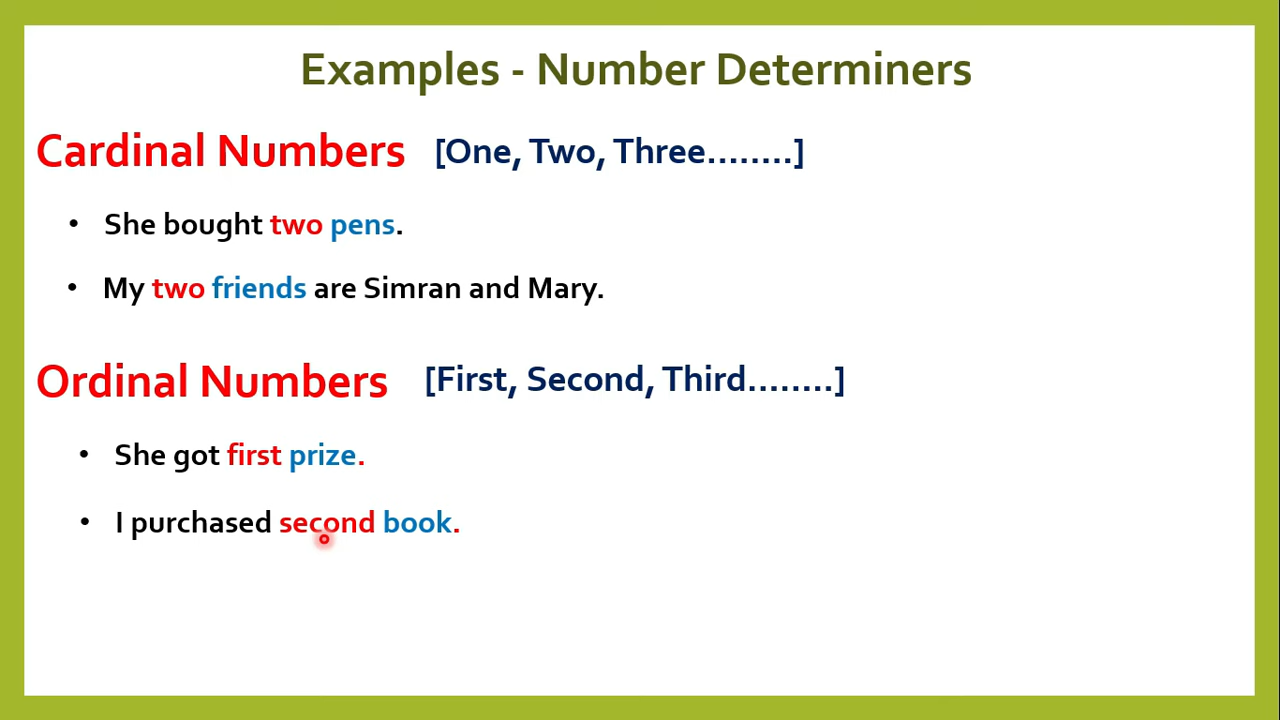 Examples - Number Determiners
Cardinal Numbers [One, Two, Three........]
• She bought two pens.
• My two friends are Simran and Mary.
Ordinal Numbers [First, Second, Third........]
• She got first prize.
• I purchased second book.